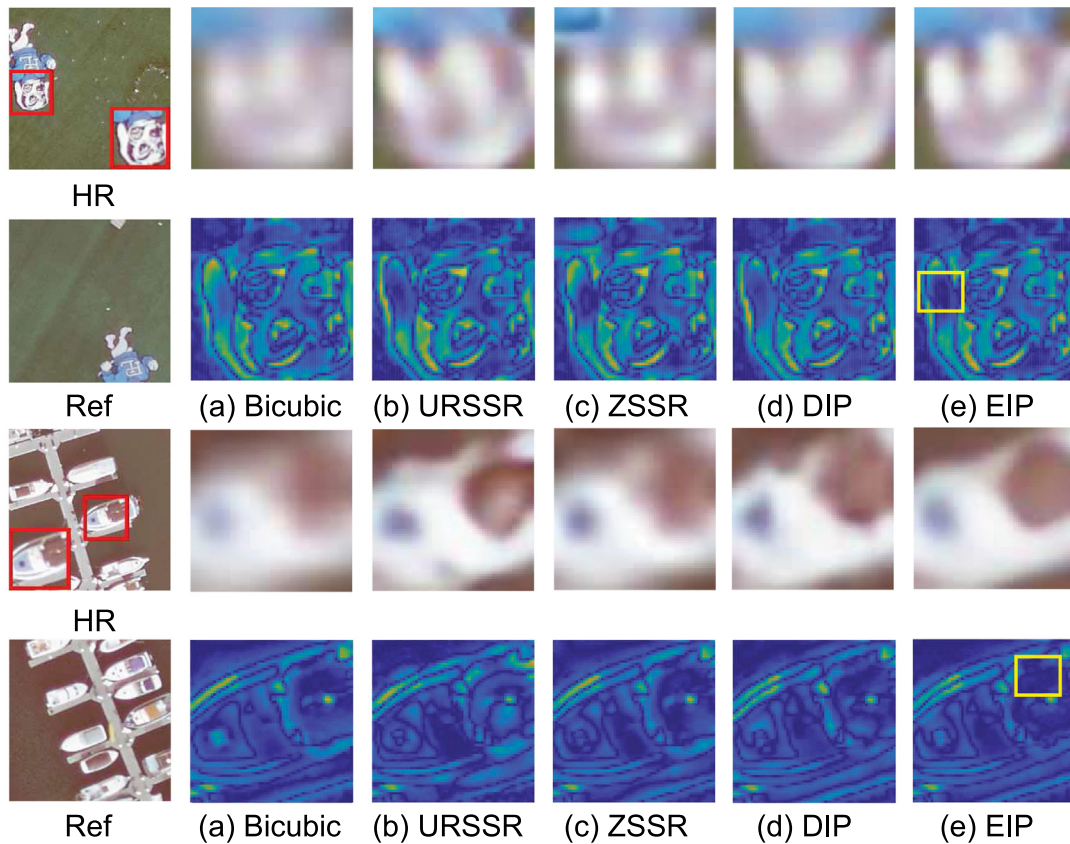 HR
Ref (a) Bicubic (b) URSSR (c) ZSSR (d) DIP (e) EIP
HR
Ref (a) Bicubic (b) URSSR (c) ZSSR (d) DIP (e) EIP